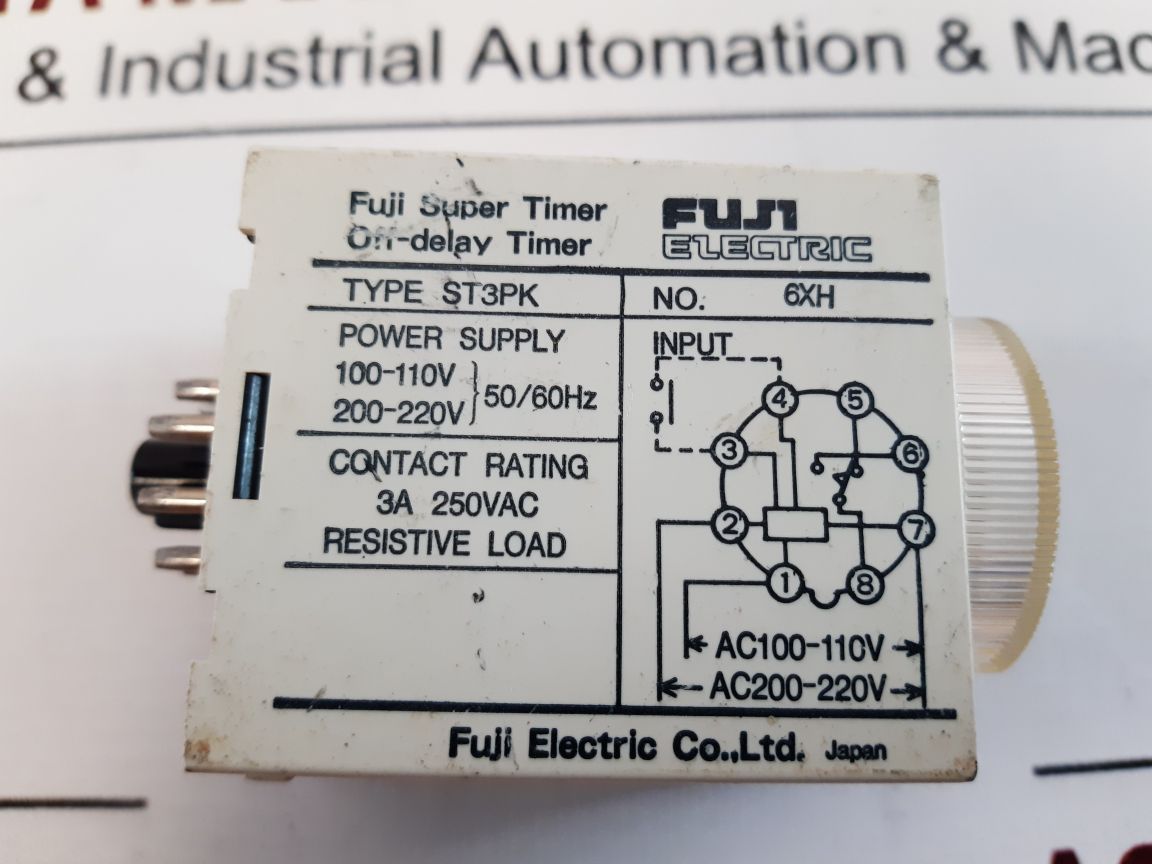 & Industrial Automation & Mac
Fuji Super Timer
Off-delay Timer
FUJI
ELECTRIC
TYPE ST3PK
NO. 6XH
POWER SUPPLY
100-110V
200-220V
50/60Hz
CONTACT RATING
3A 250VAC
RESISTIVE LOAD
INPUT
4 5
3 6
2 7
1 8
AC100-110V
AC200-220V
Fuji Electric Co.,Ltd. Japan